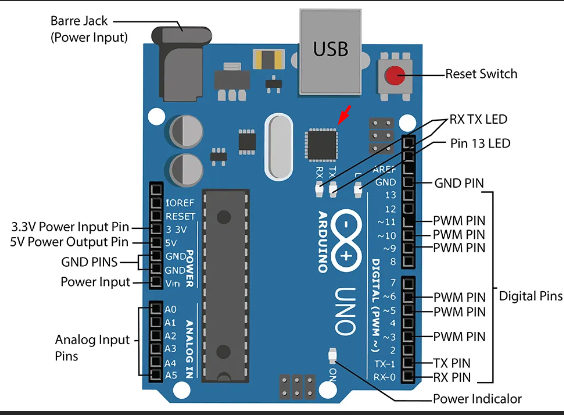 Barre Jack
(Power Input)
USB
Reset Switch
RX TX LED
Pin 13 LED
RX
TX
L
AREF
GND
GND PIN
13
12
~11
PWM PIN
~10
PWM PIN
~9
PWM PIN
8
IOREF
RESET
3.3V Power Input Pin
3 3V
5V Power Output Pin
5V
GND PINS
GND
GND
Power Input
Vin
POWER
ARDUINO
UNO
DIGITAL (PWM ~)
7
~6
PWM PIN
Digital Pins
~5
PWM PIN
4
~3
PWM PIN
2
TX-1
TX PIN
RX-0
RX PIN
Analog Input
Pins
A0
A1
A2
A3
A4
A5
ANALOG IN
ON
Power Indicalor